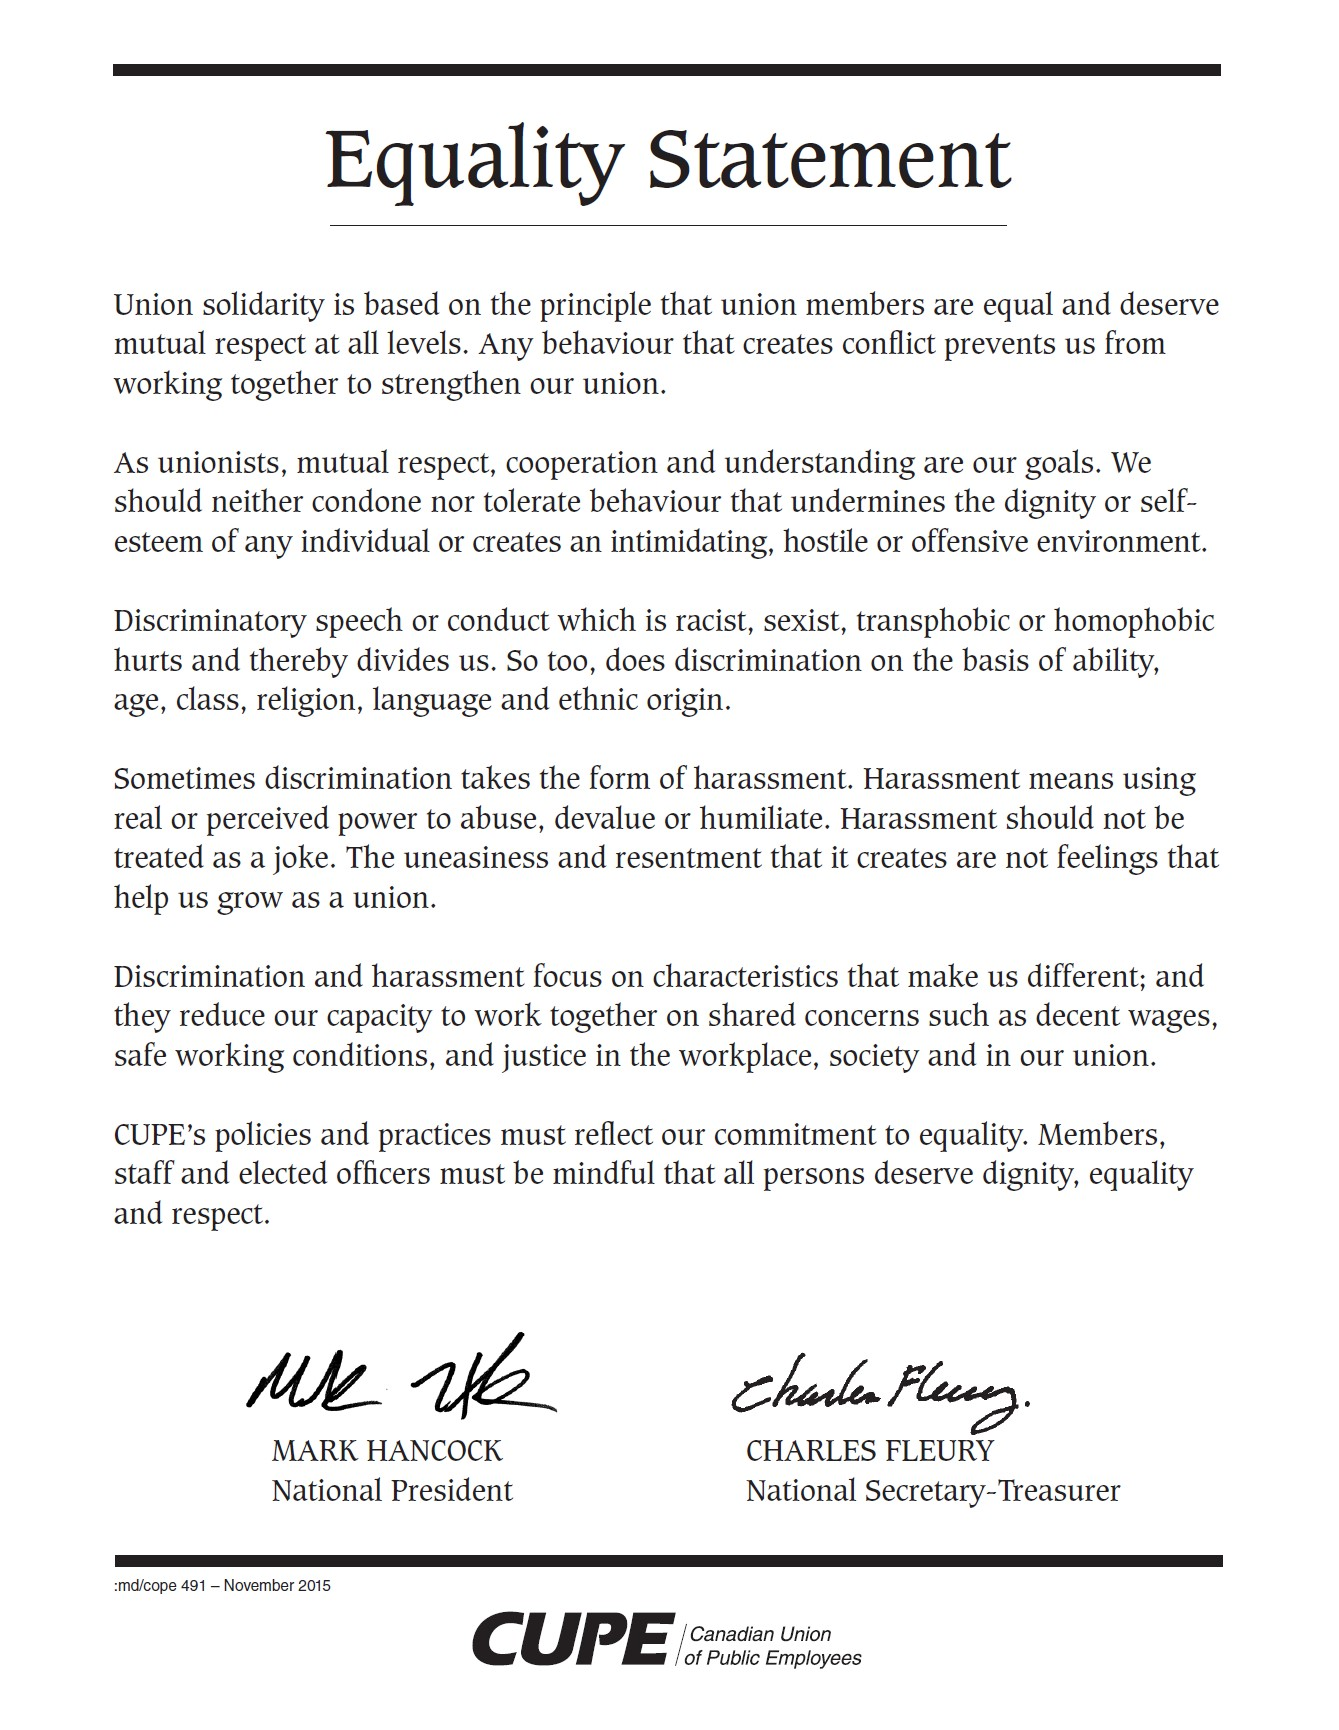 Equality Statement
Union solidarity is based on the principle that union members are equal and deserve
mutual respect at all levels. Any behaviour that creates conflict prevents us from
working together to strengthen our union.
As unionists, mutual respect, cooperation and understanding are our goals. We
should neither condone nor tolerate behaviour that undermines the dignity or self-
esteem of any individual or creates an intimidating, hostile or offensive environment.
Discriminatory speech or conduct which is racist, sexist, transphobic or homophobic
hurts and thereby divides us. So too, does discrimination on the basis of ability,
age, class, religion, language and ethnic origin.
Sometimes discrimination takes the form of harassment. Harassment means using
real or perceived power to abuse, devalue or humiliate. Harassment should not be
treated as a joke. The uneasiness and resentment that it creates are not feelings that
help us grow as a union.
Discrimination and harassment focus on characteristics that make us different; and
they reduce our capacity to work together on shared concerns such as decent wages,
safe working conditions, and justice in the workplace, society and in our union.
CUPE’s policies and practices must reflect our commitment to equality. Members,
staff and elected officers must be mindful that all persons deserve dignity, equality
and respect.
Charles Fleury.
MARK HANCOCK
National President
CHARLES FLEURY
National Secretary-Treasurer
:md/cope 491 – November 2015
CUPE / Canadian Union
of Public Employees